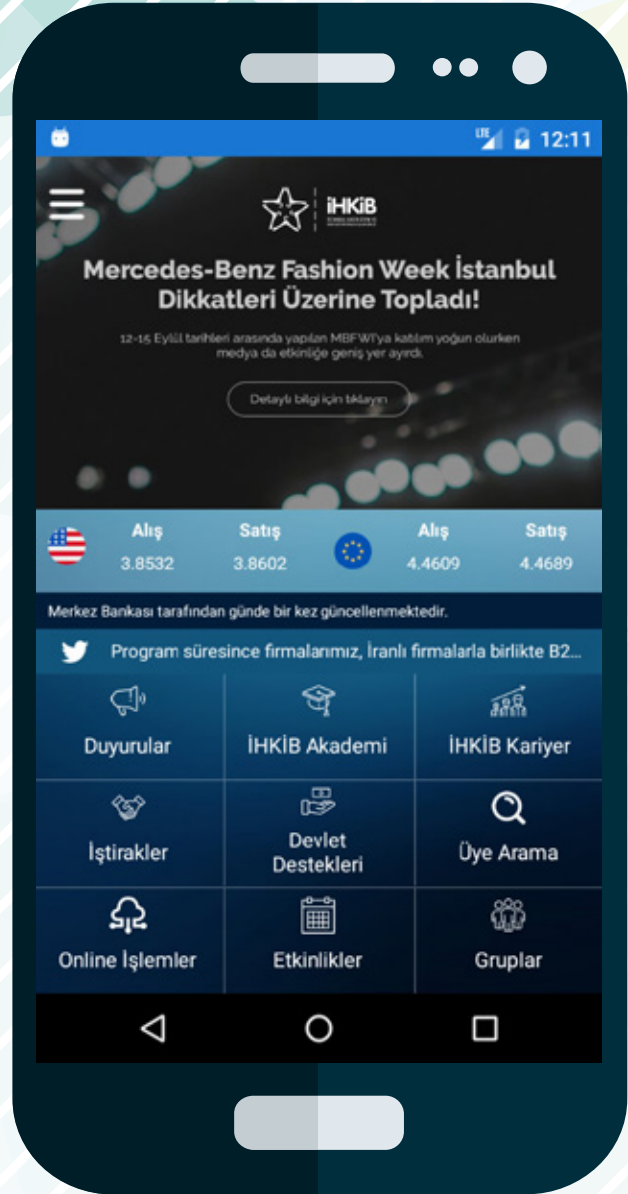 LTE 12:11
iHKiB
Mercedes-Benz Fashion Week İstanbul
Dikkatleri Üzerine Topladı!
12-15 Eylül tarihleri arasında yapılan MBFWI'ya katılım yoğun olurken
medya da etkinliğe geniş yer ayırdı.
Detaylı bilgi için tıklayın
Alış Satış Alış Satış
3.8532 3.8602 4.4609 4.4689
Merkez Bankası tarafından günde bir kez güncellenmektedir.
Program süresince firmalarımız, İranlı firmalarla birlikte B2...
Duyurular İHKİB Akademi İHKİB Kariyer
İştirakler Devlet Destekleri Üye Arama
Online İşlemler Etkinlikler Gruplar